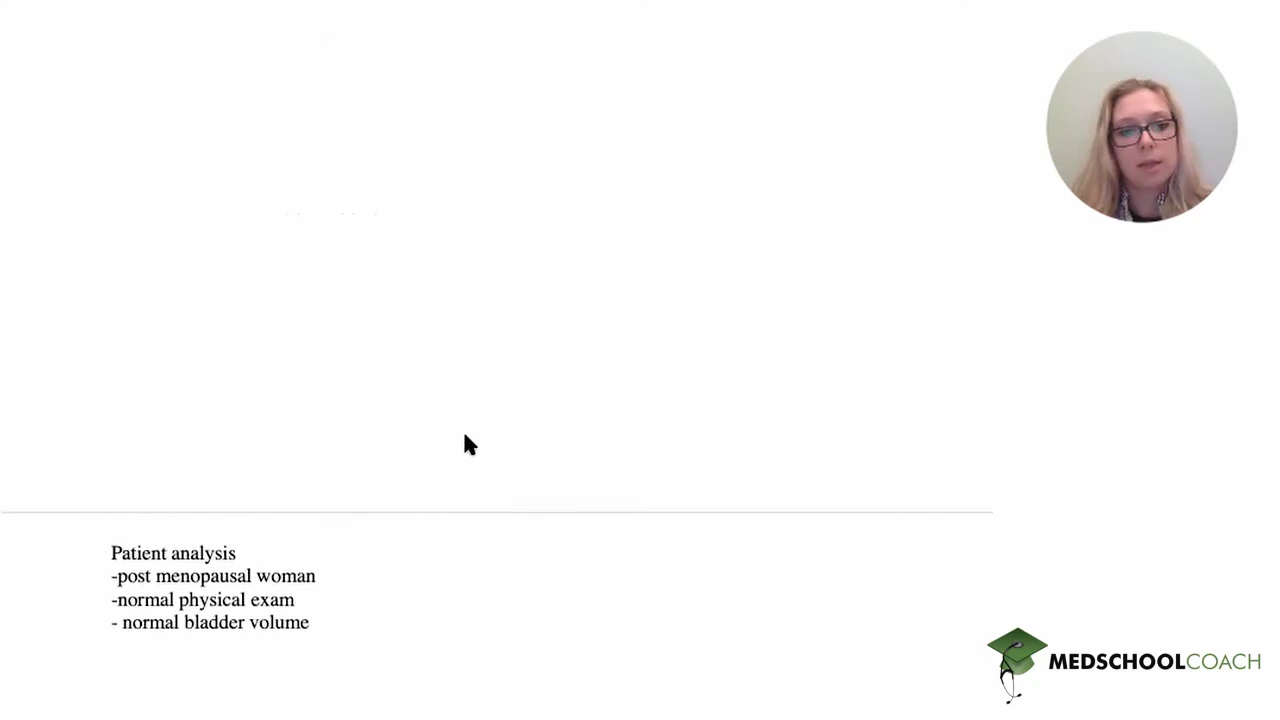 Patient analysis
-post menopausal woman
-normal physical exam
- normal bladder volume
MEDSCHOOLCOACH